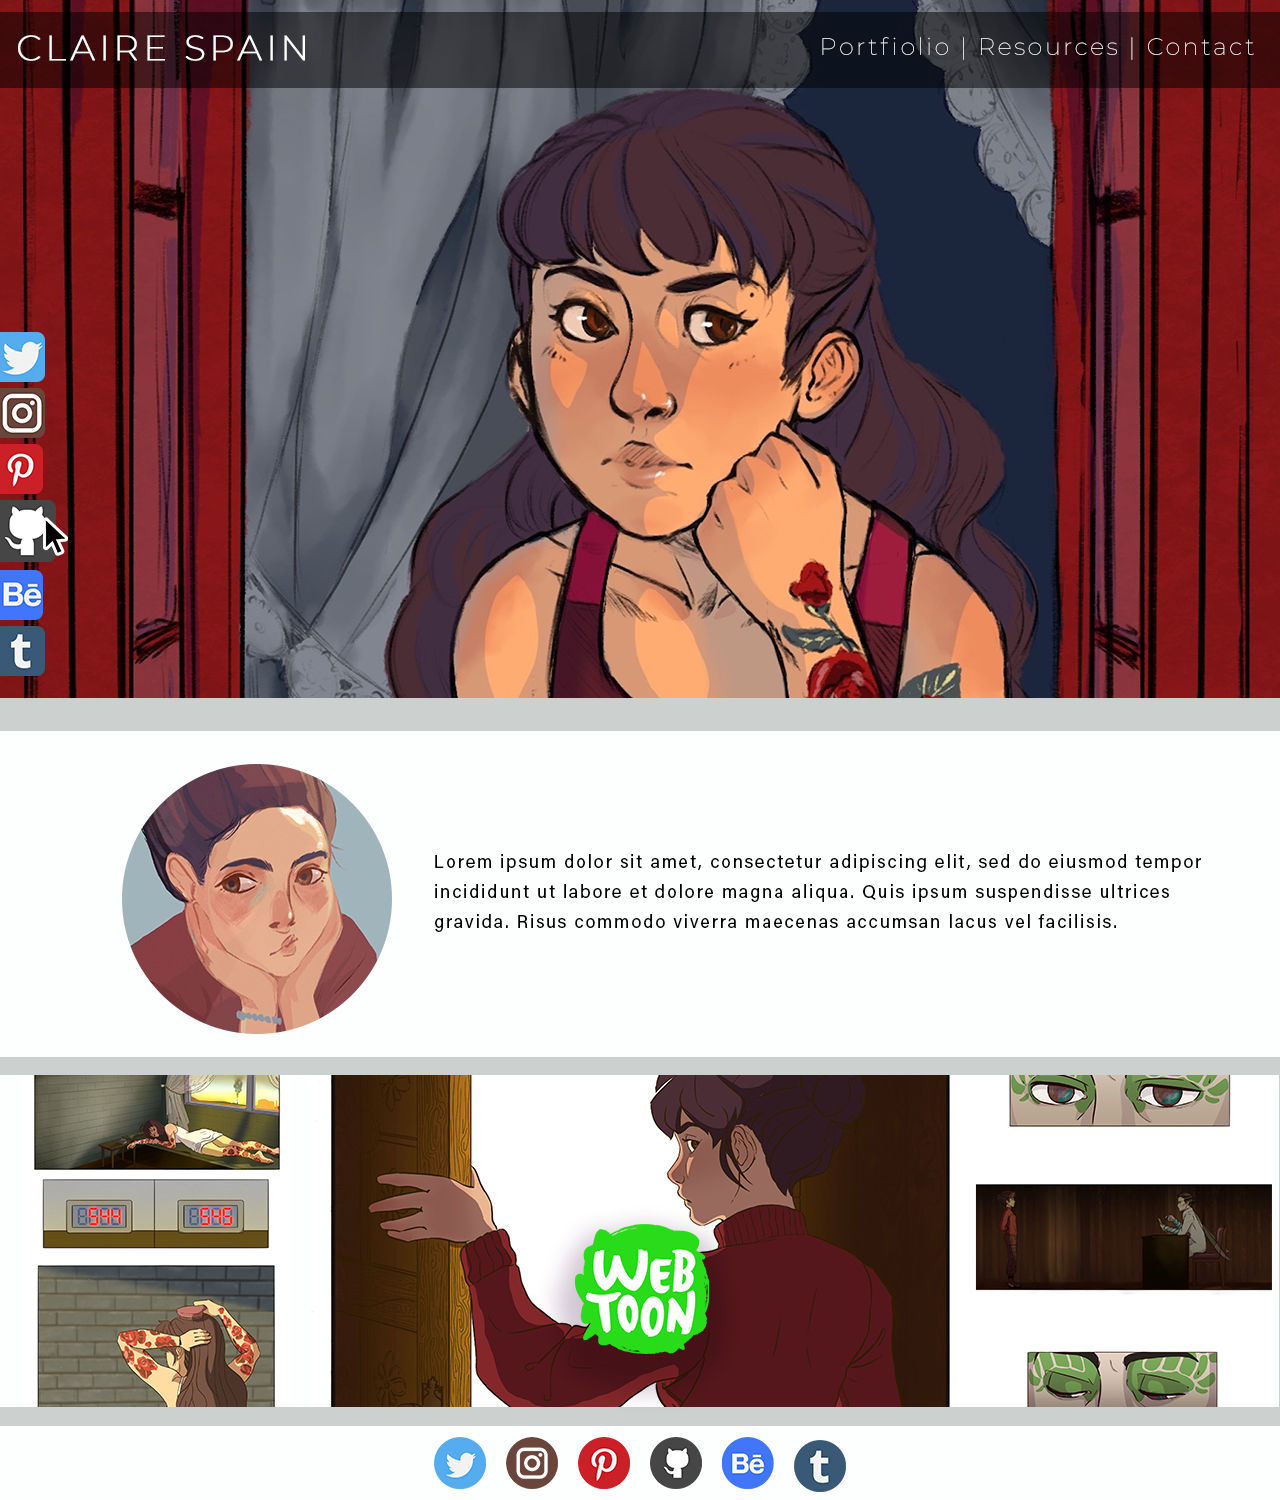 CLAIRE SPAIN
Portfiolio | Resources | Contact
Bē
t
Lorem ipsum dolor sit amet, consectetur adipiscing elit, sed do eiusmod tempor
incididunt ut labore et dolore magna aliqua. Quis ipsum suspendisse ultrices
gravida. Risus commodo viverra maecenas accumsan lacus vel facilisis.
544 545
WEB
TOON
Bē t